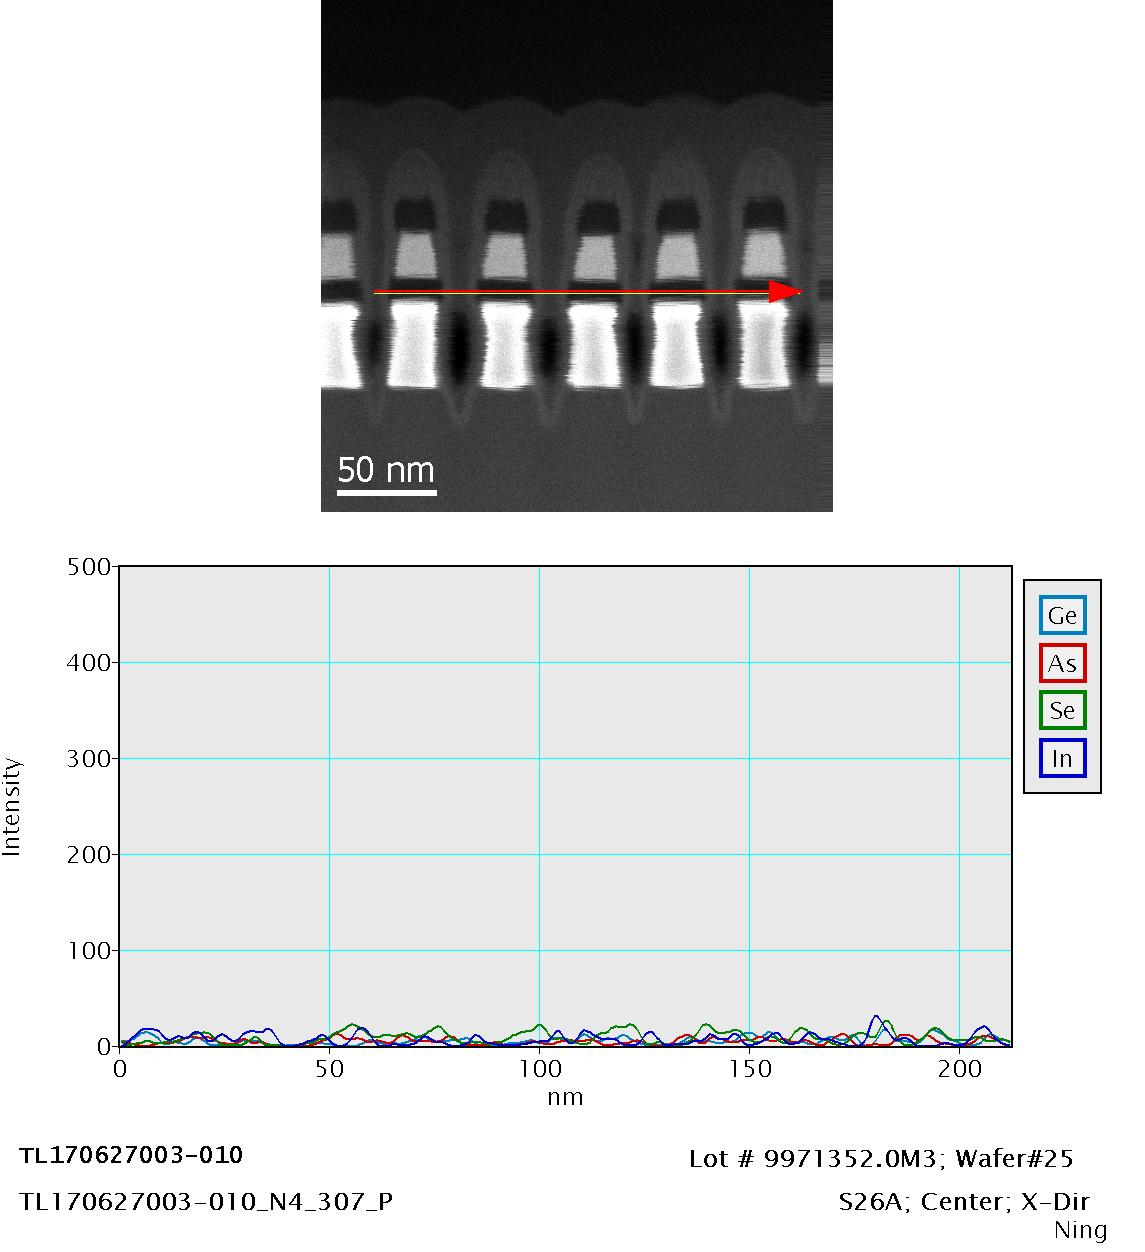 50 nm
500
400
300
200
100
0
Intensity
0 50 100 150 200
nm
Ge
As
Se
In
TL170627003-010
Lot # 9971352.0M3; Wafer#25
TL170627003-010_N4_307_P
S26A; Center; X-Dir
Ning